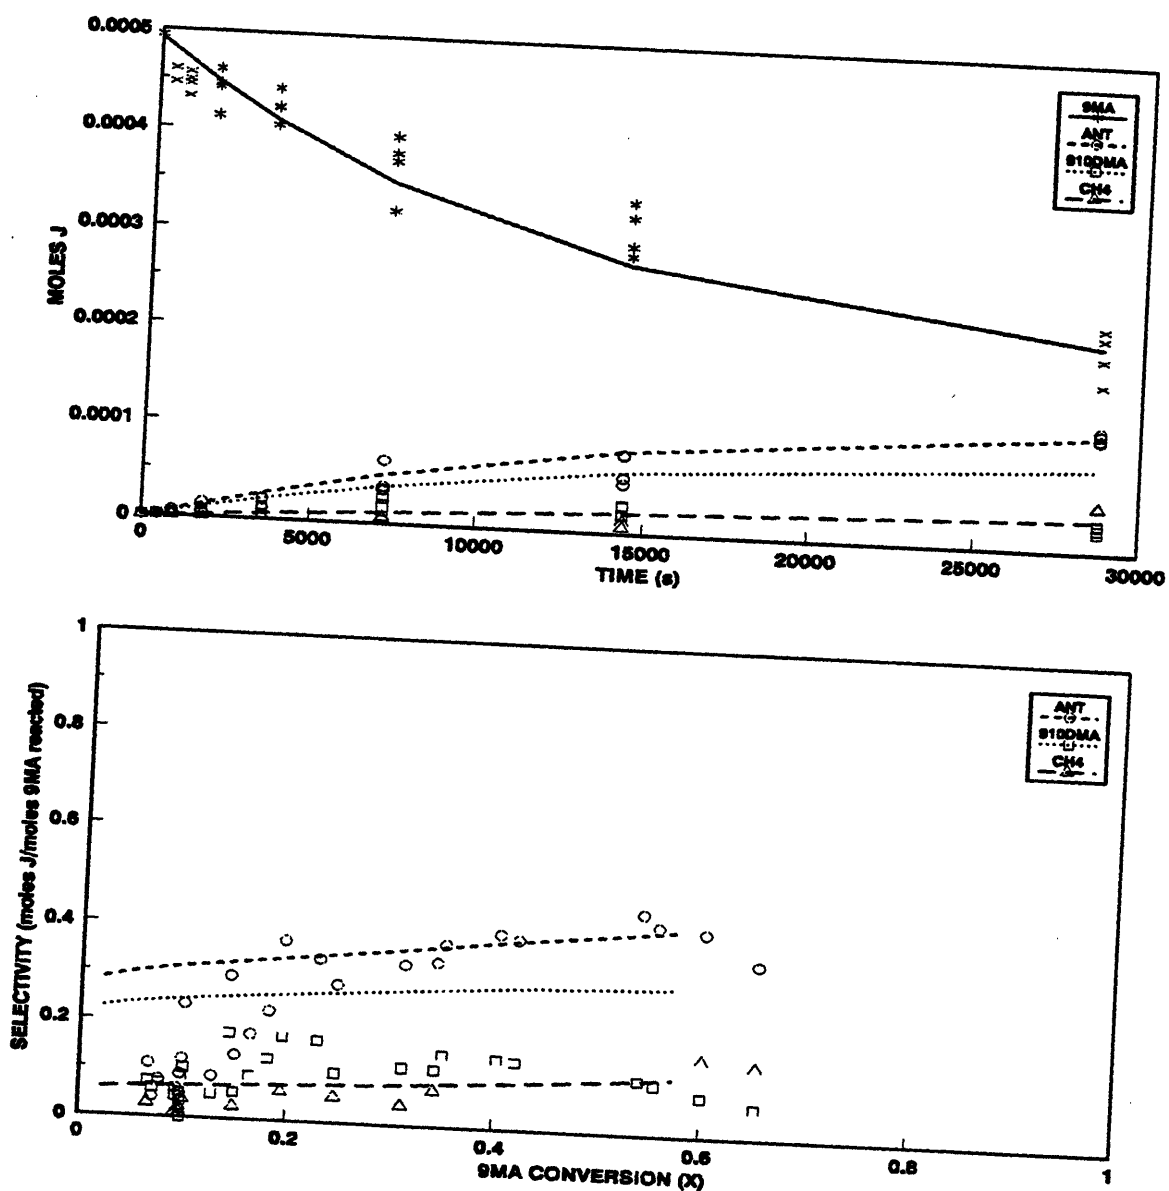 0.0005
0.0004
0.0003
0.0002
0.0001
0
MOLES J
9MA
ANT
910DMA
CH4
0 5000 10000 15000 20000 25000 30000
TIME (s)
1
0.8
0.6
0.4
0.2
0
SELECTIVITY (moles J/moles 9MA reacted)
ANT
910DMA
CH4
0 0.2 0.4 0.6 0.8 1
9MA CONVERSION (X)